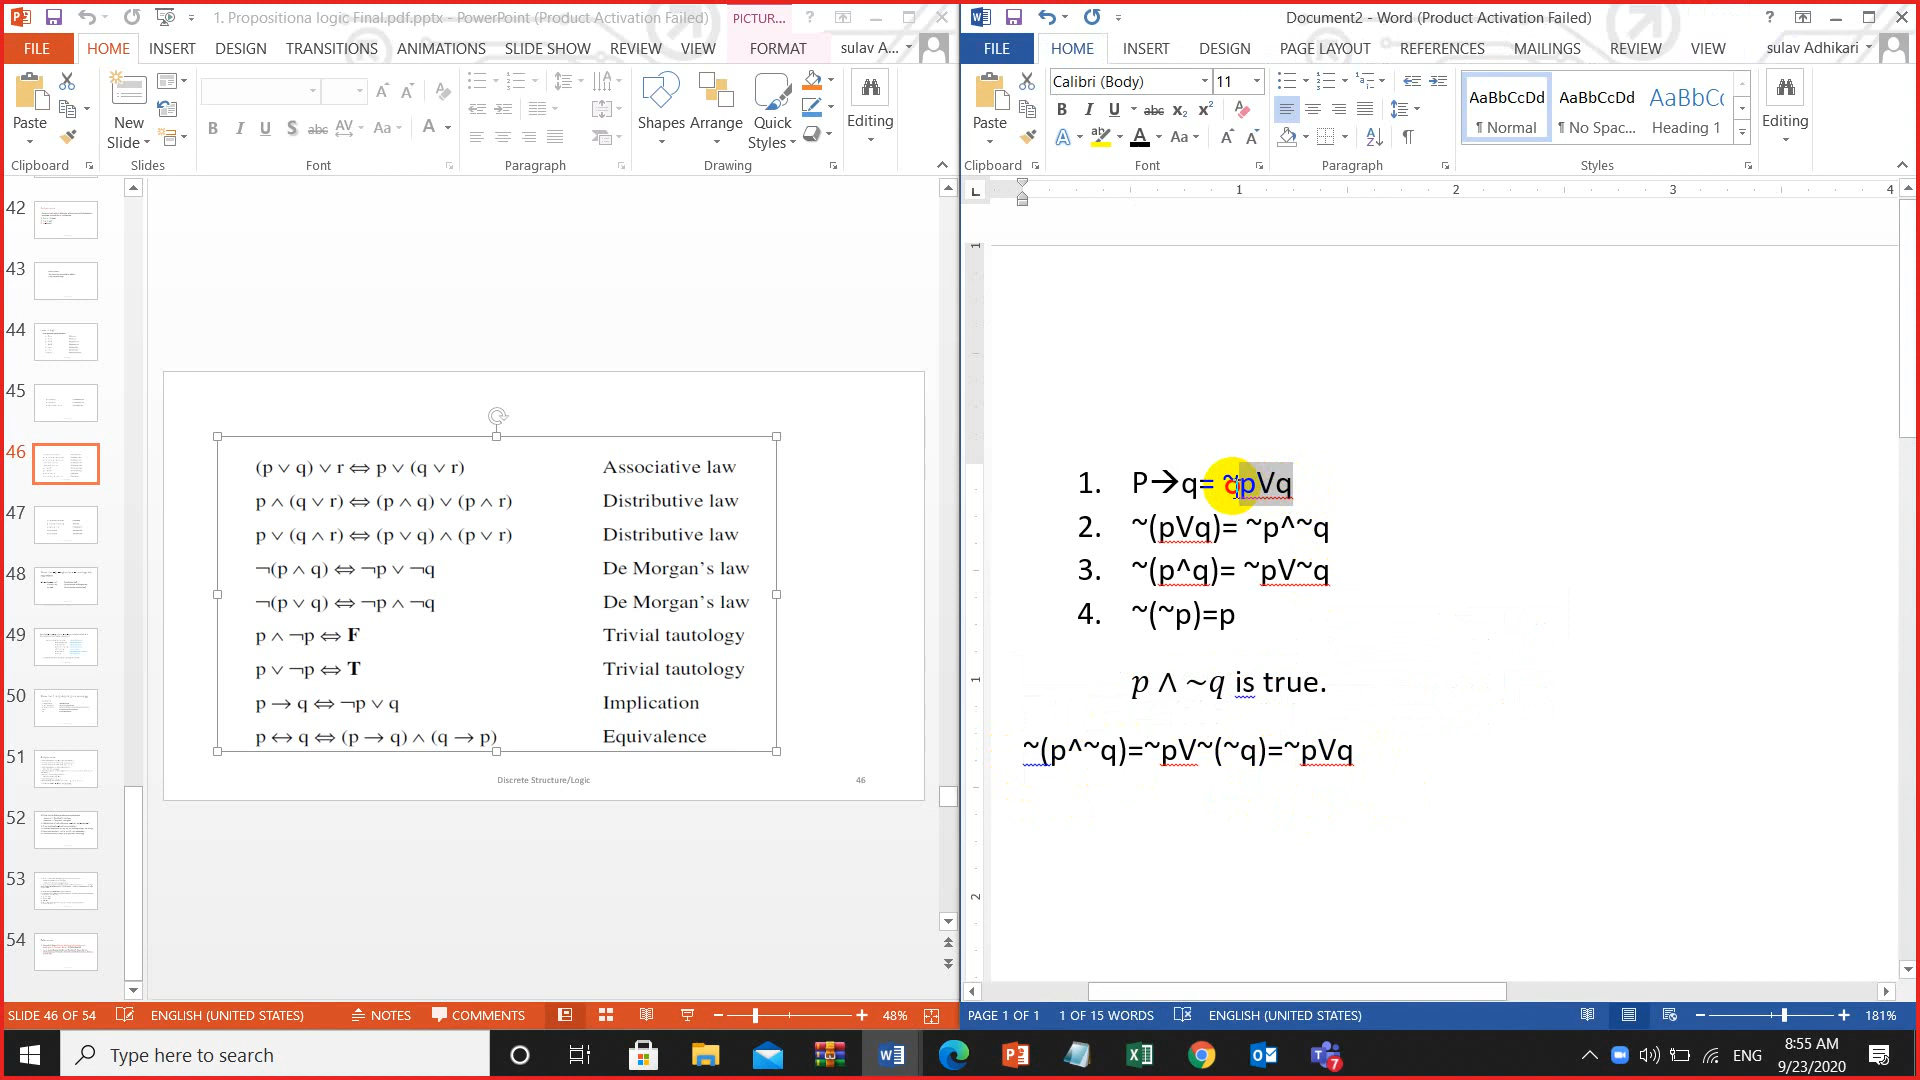 1. Propositiona logic Final.pdf.pptx - PowerPoint (Product Activation Failed)
PICTUR...
FILE HOME INSERT DESIGN TRANSITIONS ANIMATIONS SLIDE SHOW REVIEW VIEW FORMAT sulav A...
Paste
New
Slide
Shapes Arrange Quick
Styles
Editing
Clipboard Slides Font Paragraph Drawing
42
43
44
45
46
47
48
49
50
51
52
53
54
(p ∨ q) ∨ r ⇔ p ∨ (q ∨ r) Associative law
p ∧ (q ∨ r) ⇔ (p ∧ q) ∨ (p ∧ r) Distributive law
p ∨ (q ∧ r) ⇔ (p ∨ q) ∧ (p ∨ r) Distributive law
¬(p ∧ q) ⇔ ¬p ∨ ¬q De Morgan's law
¬(p ∨ q) ⇔ ¬p ∧ ¬q De Morgan's law
p ∧ ¬p ⇔ F Trivial tautology
p ∨ ¬p ⇔ T Trivial tautology
p → q ⇔ ¬p ∨ q Implication
p ↔ q ⇔ (p → q) ∧ (q → p) Equivalence
Discrete Structure/Logic 46
SLIDE 46 OF 54 ENGLISH (UNITED STATES) NOTES COMMENTS 48%
Document2 - Word (Product Activation Failed)
FILE HOME INSERT DESIGN PAGE LAYOUT REFERENCES MAILINGS REVIEW VIEW sulav Adhikari
Paste
Calibri (Body) 11
AaBbCcDd AaBbCcDd AaBbCc
¶ Normal ¶ No Spac... Heading 1
Editing
Clipboard Font Paragraph Styles
1 2 3 4
1. P→q= ~pVq
2. ~(pVq)= ~p^~q
3. ~(p^q)= ~pV~q
4. ~(~p)=p
p ∧ ~q is true.
~(p^~q)=~pV~(~q)=~pVq
PAGE 1 OF 1 1 OF 15 WORDS ENGLISH (UNITED STATES) 181%
Type here to search
7
ENG
8:55 AM
9/23/2020